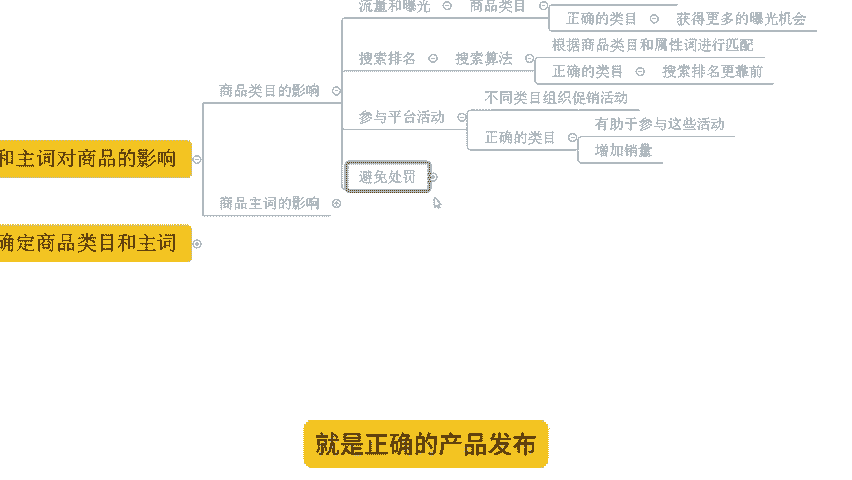 流量和曝光 商品类目
正确的类目 获得更多的曝光机会
根据商品类目和属性词进行匹配
搜索排名 搜索算法
正确的类目 搜索排名更靠前
商品类目的影响
不同类目组织促销活动
参与平台活动
有助于参与这些活动
正确的类目
增加销量
和主词对商品的影响
避免处罚
商品主词的影响
确定商品类目和主词
就是正确的产品发布